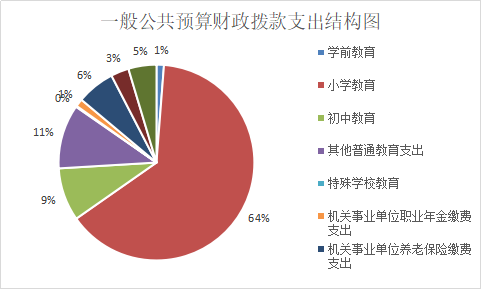 一般公共预算财政拨款支出结构图
5%
1%
3%
6%
1%
0%
11%
9%
64%
学前教育
小学教育
初中教育
其他普通教育支出
特殊学校教育
机关事业单位职业年金缴费
支出
机关事业单位养老保险缴费
支出